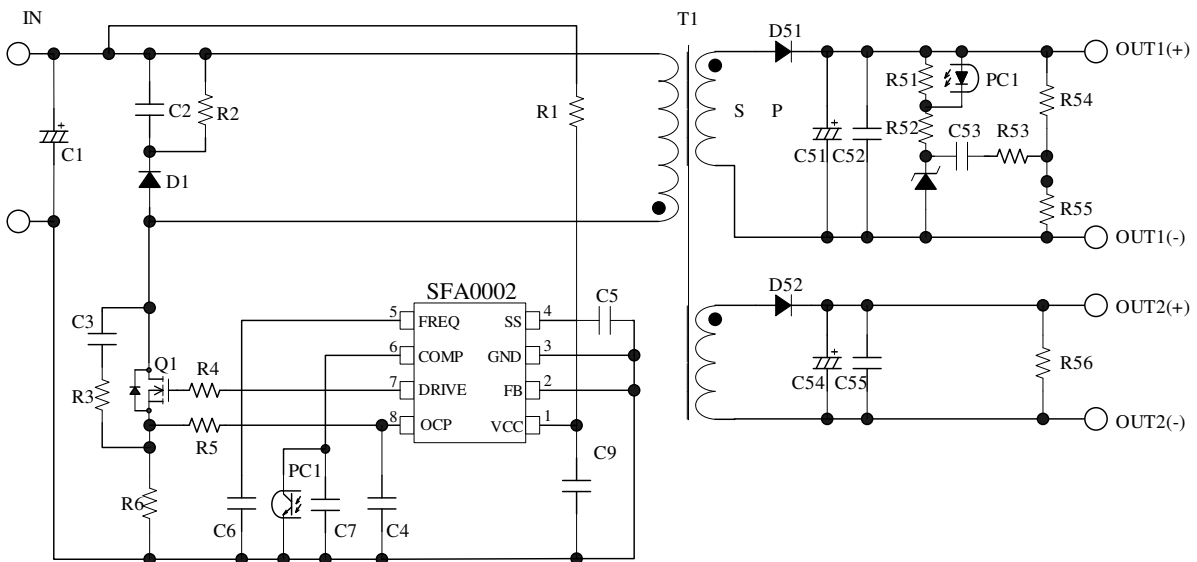 IN
T1
D51
OUT1(+)
C2
R2
R1
R51
PC1
R54
S P
C1
R52
C53
R53
C51
C52
D1
R55
OUT1(-)
SFA0002
D52
C5
OUT2(+)
5
FREQ
SS
4
C3
6
COMP
GND
3
Q1
R4
7
DRIVE
FB
2
R56
C54
C55
R3
8
OCP
VCC
1
R5
OUT2(-)
C9
PC1
R6
C6
C7
C4
+
+
+